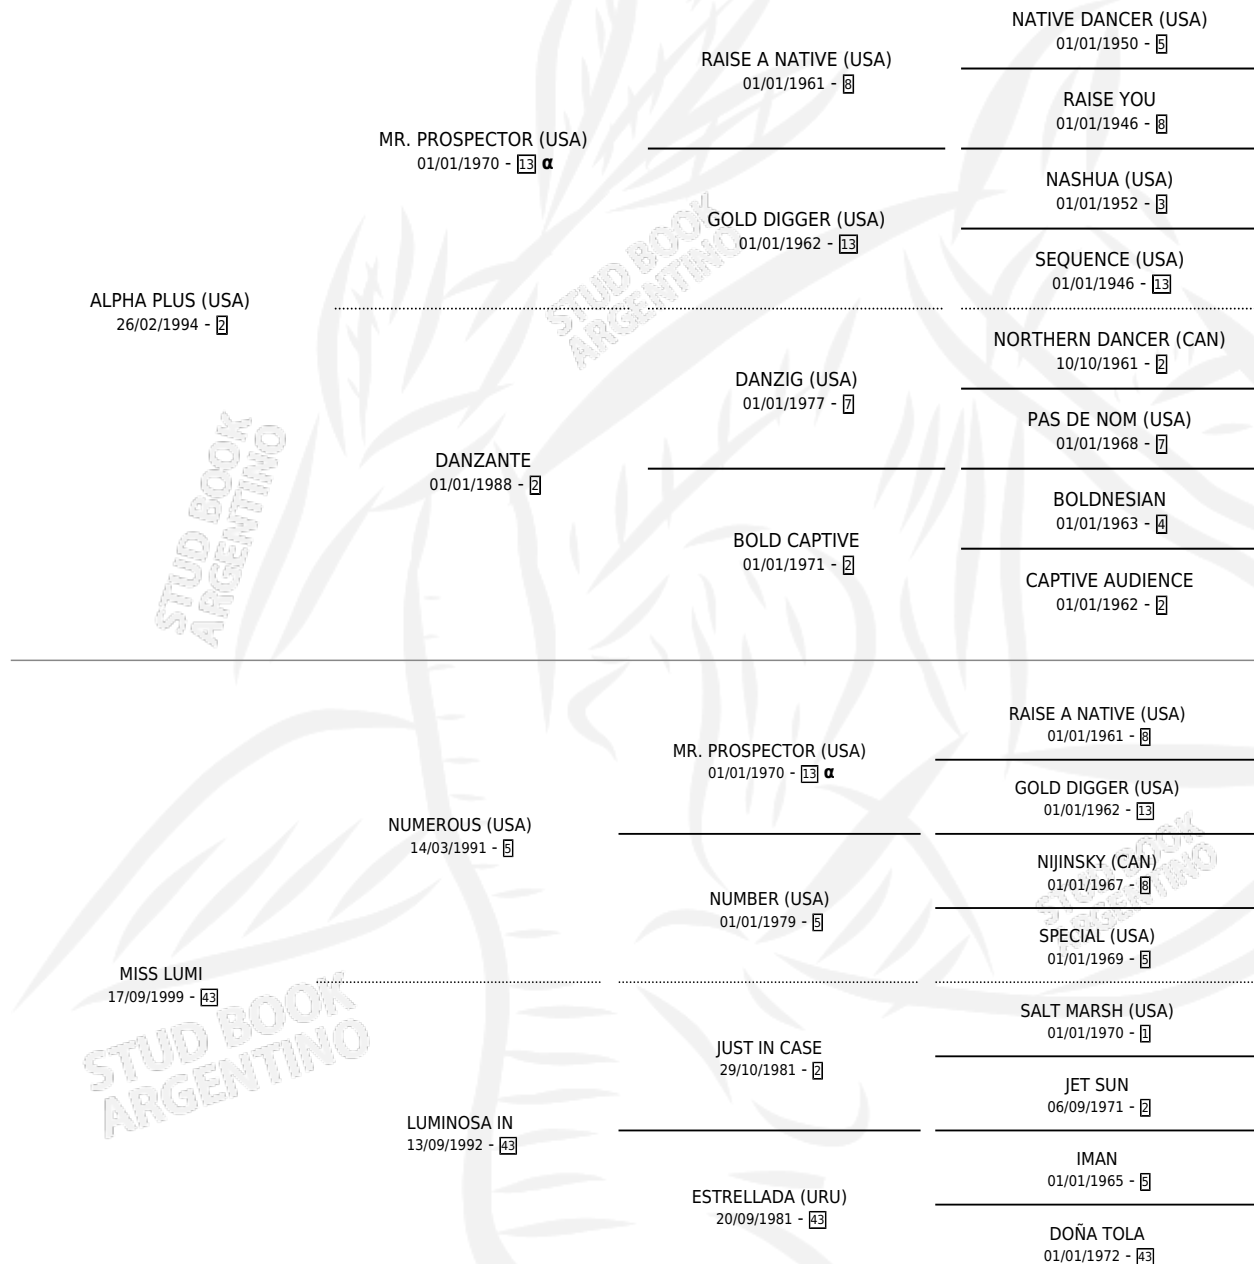 NATIVE DANCER (USA)
01/01/1950 - 5
RAISE A NATIVE (USA)
01/01/1961 - 8
RAISE YOU
01/01/1946 - 8
MR. PROSPECTOR (USA)
01/01/1970 - 13 α
NASHUA (USA)
01/01/1952 - 3
GOLD DIGGER (USA)
01/01/1962 - 13
SEQUENCE (USA)
01/01/1946 - 13
ALPHA PLUS (USA)
26/02/1994 - 2
NORTHERN DANCER (CAN)
10/10/1961 - 2
DANZIG (USA)
01/01/1977 - 7
PAS DE NOM (USA)
01/01/1968 - 7
DANZANTE
01/01/1988 - 2
BOLDNESIAN
01/01/1963 - 4
BOLD CAPTIVE
01/01/1971 - 2
CAPTIVE AUDIENCE
01/01/1962 - 2
RAISE A NATIVE (USA)
01/01/1961 - 8
MR. PROSPECTOR (USA)
01/01/1970 - 13 α
GOLD DIGGER (USA)
01/01/1962 - 13
NUMEROUS (USA)
14/03/1991 - 5
NIJINSKY (CAN)
01/01/1967 - 8
NUMBER (USA)
01/01/1979 - 5
SPECIAL (USA)
01/01/1969 - 5
MISS LUMI
17/09/1999 - 43
SALT MARSH (USA)
01/01/1970 - 1
JUST IN CASE
29/10/1981 - 2
JET SUN
06/09/1971 - 2
LUMINOSA IN
13/09/1992 - 43
IMAN
01/01/1965 - 5
ESTRELLADA (URU)
20/09/1981 - 43
DOÑA TOLA
01/01/1972 - 43
STUD BOOK
ARGENTINO
STUD BOOK
ARGENTINO
STUD BOOK
ARGENTINO
STUD BOOK
ARGENTINO